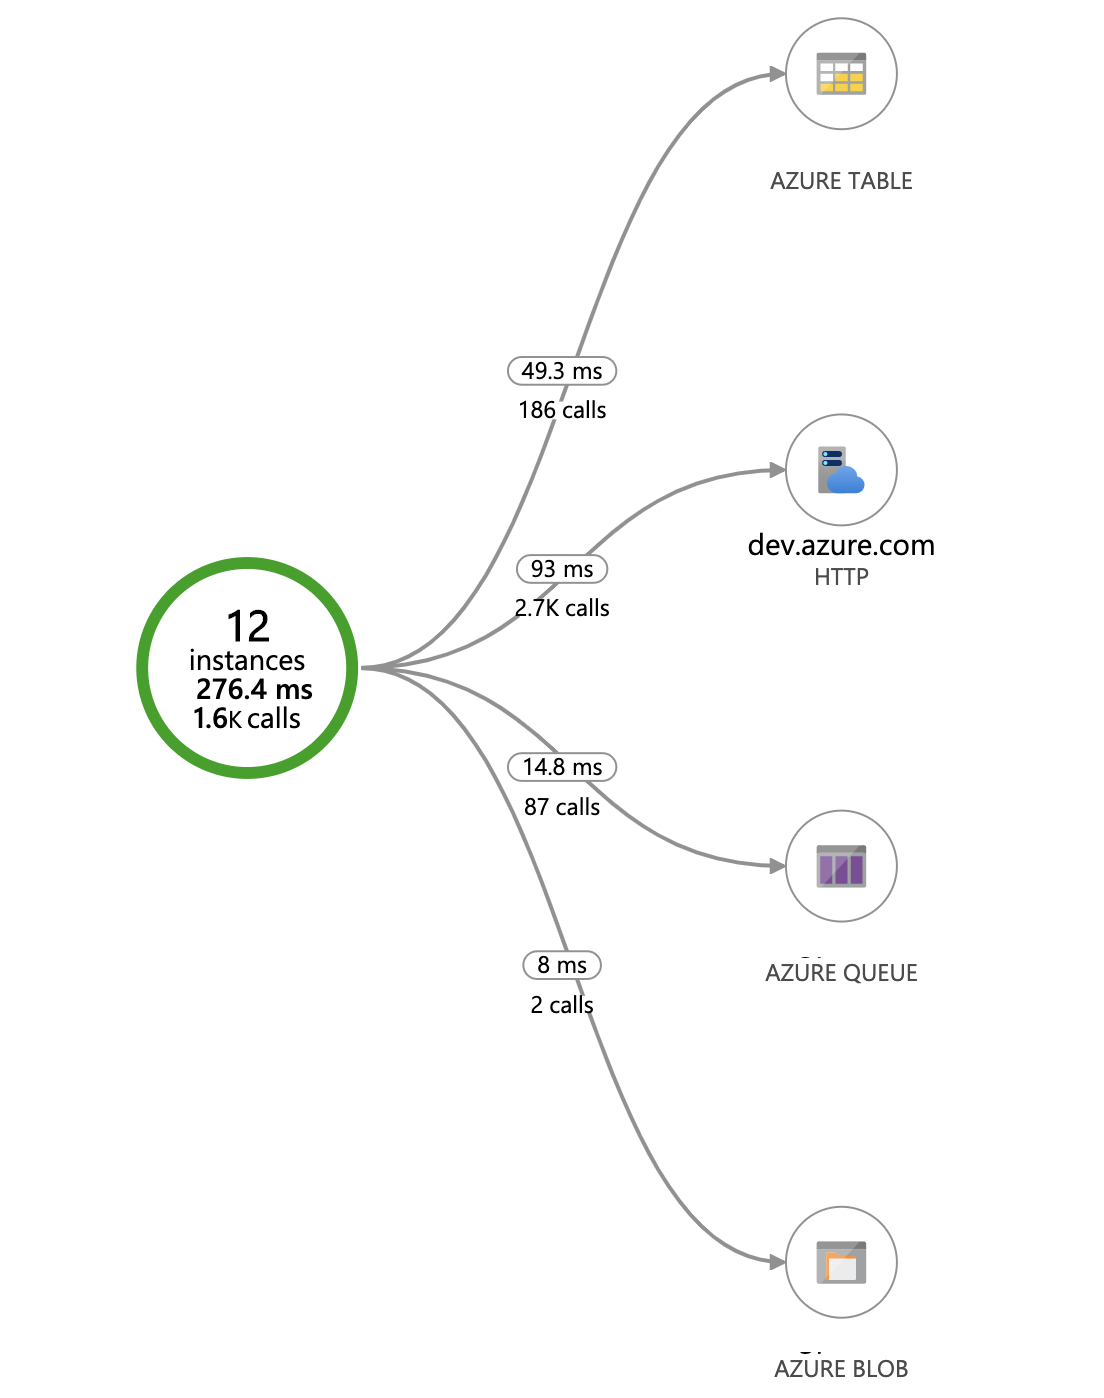 AZURE TABLE
49.3 ms
186 calls
dev.azure.com
HTTP
93 ms
2.7K calls
12
instances
276.4 ms
1.6K calls
14.8 ms
87 calls
AZURE QUEUE
8 ms
2 calls
AZURE BLOB